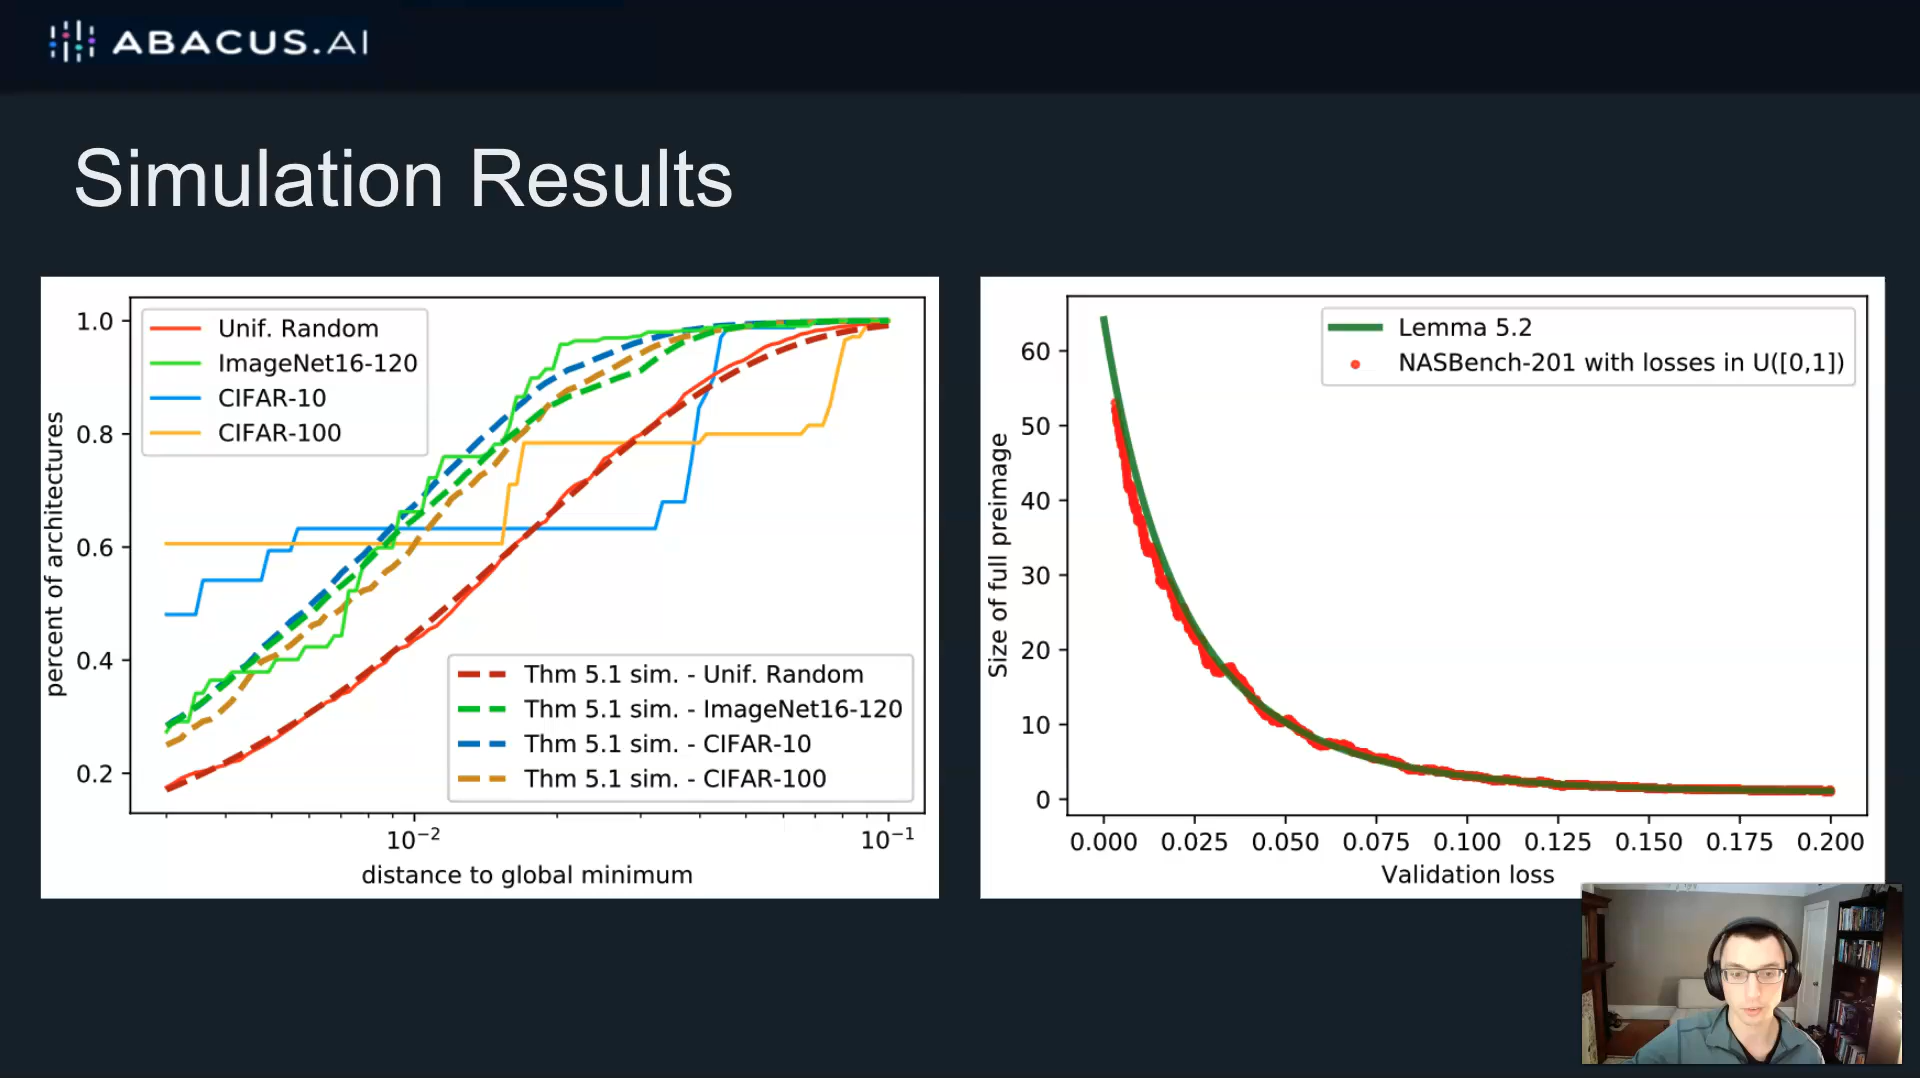 ABACUS.AI
Simulation Results
1.0
0.8
0.6
0.4
0.2
percent of architectures
Unif. Random
ImageNet16-120
CIFAR-10
CIFAR-100
Thm 5.1 sim. - Unif. Random
Thm 5.1 sim. - ImageNet16-120
Thm 5.1 sim. - CIFAR-10
Thm 5.1 sim. - CIFAR-100
10⁻² 10⁻¹
distance to global minimum
60
50
40
30
20
10
0
Size of full preimage
Lemma 5.2
NASBench-201 with losses in U([0,1])
0.000 0.025 0.050 0.075 0.100 0.125 0.150 0.175 0.200
Validation loss